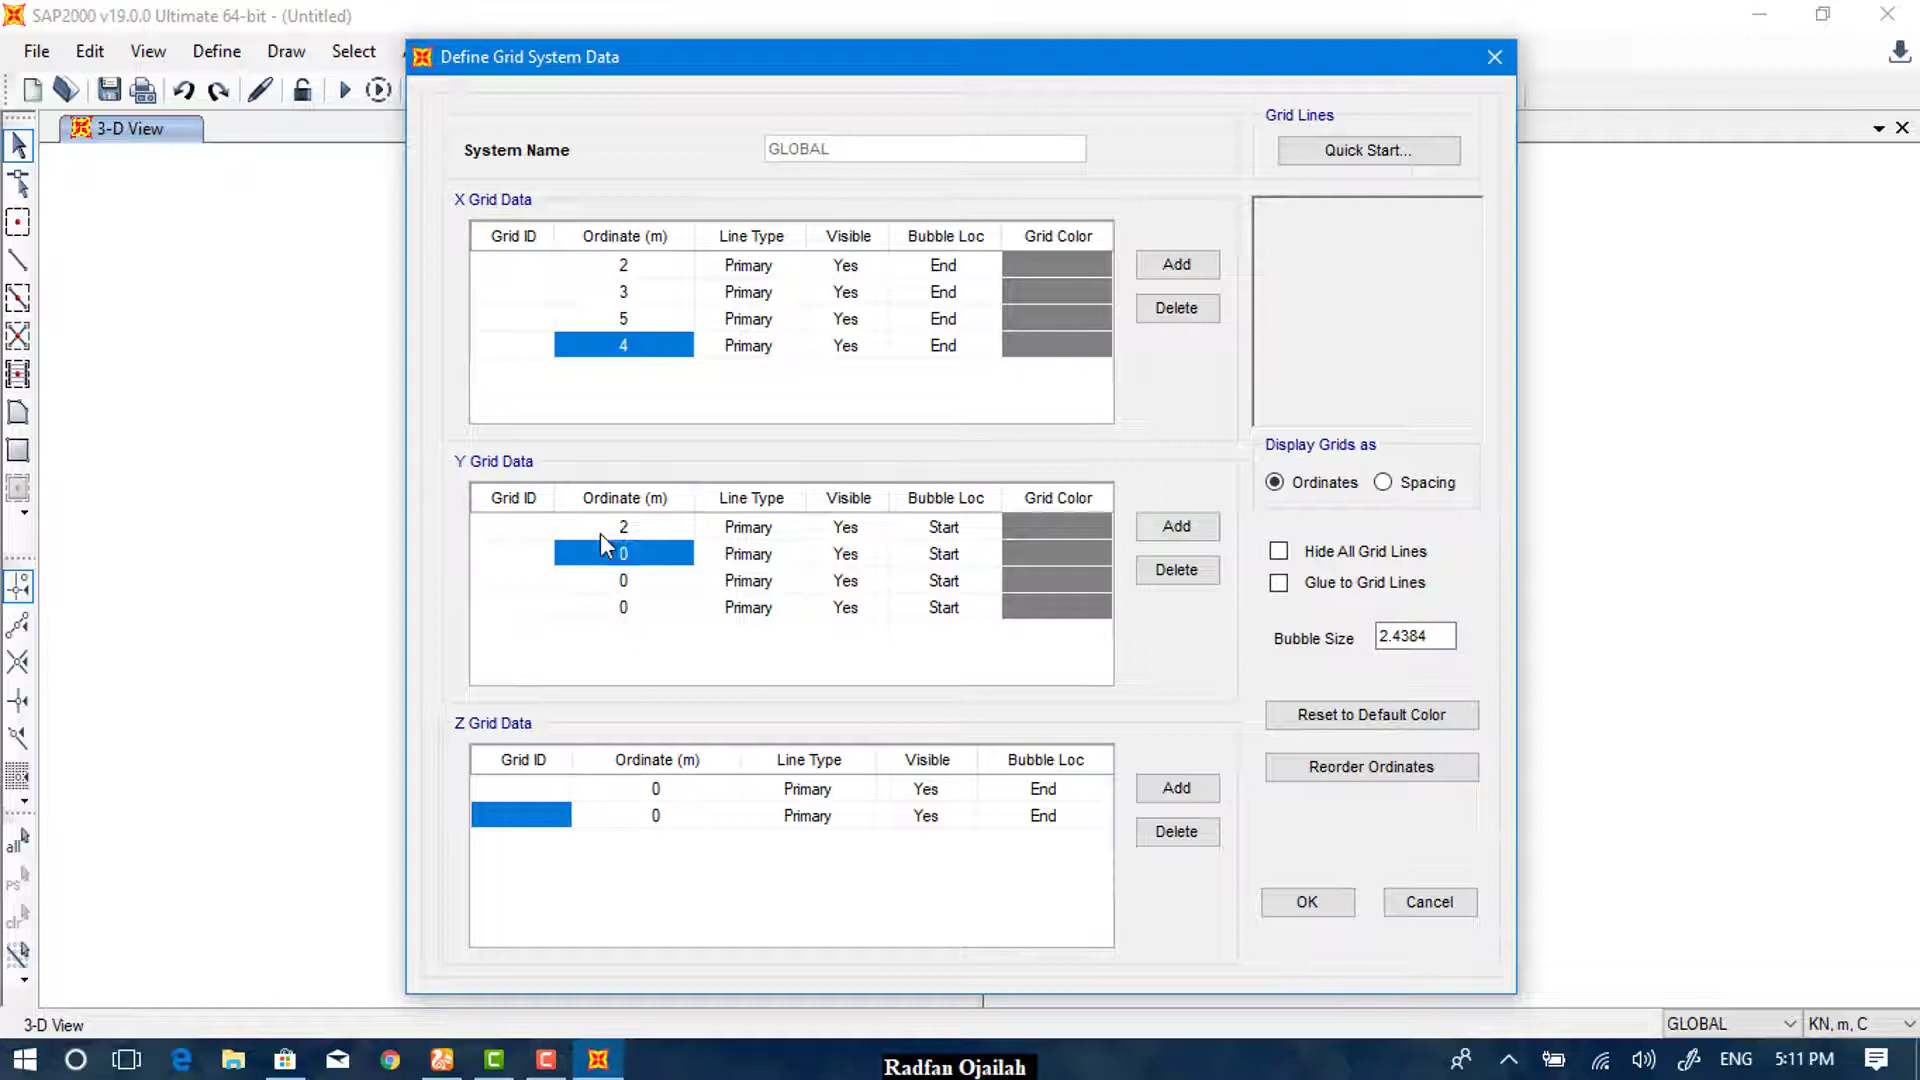 SAP2000 v19.0.0 Ultimate 64-bit - (Untitled)
File Edit View Define Draw Select
Define Grid System Data
3-D View
System Name GLOBAL
Grid Lines
Quick Start...
X Grid Data
Grid ID Ordinate (m) Line Type Visible Bubble Loc Grid Color
2 Primary Yes End
3 Primary Yes End
5 Primary Yes End
4 Primary Yes End
Add
Delete
Y Grid Data
Grid ID Ordinate (m) Line Type Visible Bubble Loc Grid Color
2 Primary Yes Start
0 Primary Yes Start
0 Primary Yes Start
0 Primary Yes Start
Add
Delete
Display Grids as
Ordinates Spacing
Hide All Grid Lines
Glue to Grid Lines
Bubble Size 2.4384
Reset to Default Color
Reorder Ordinates
Z Grid Data
Grid ID Ordinate (m) Line Type Visible Bubble Loc
0 Primary Yes End
0 Primary Yes End
Add
Delete
OK Cancel
all
ps
clr
3-D View
GLOBAL KN, m, C
Radfan Ojailah
ENG 5:11 PM